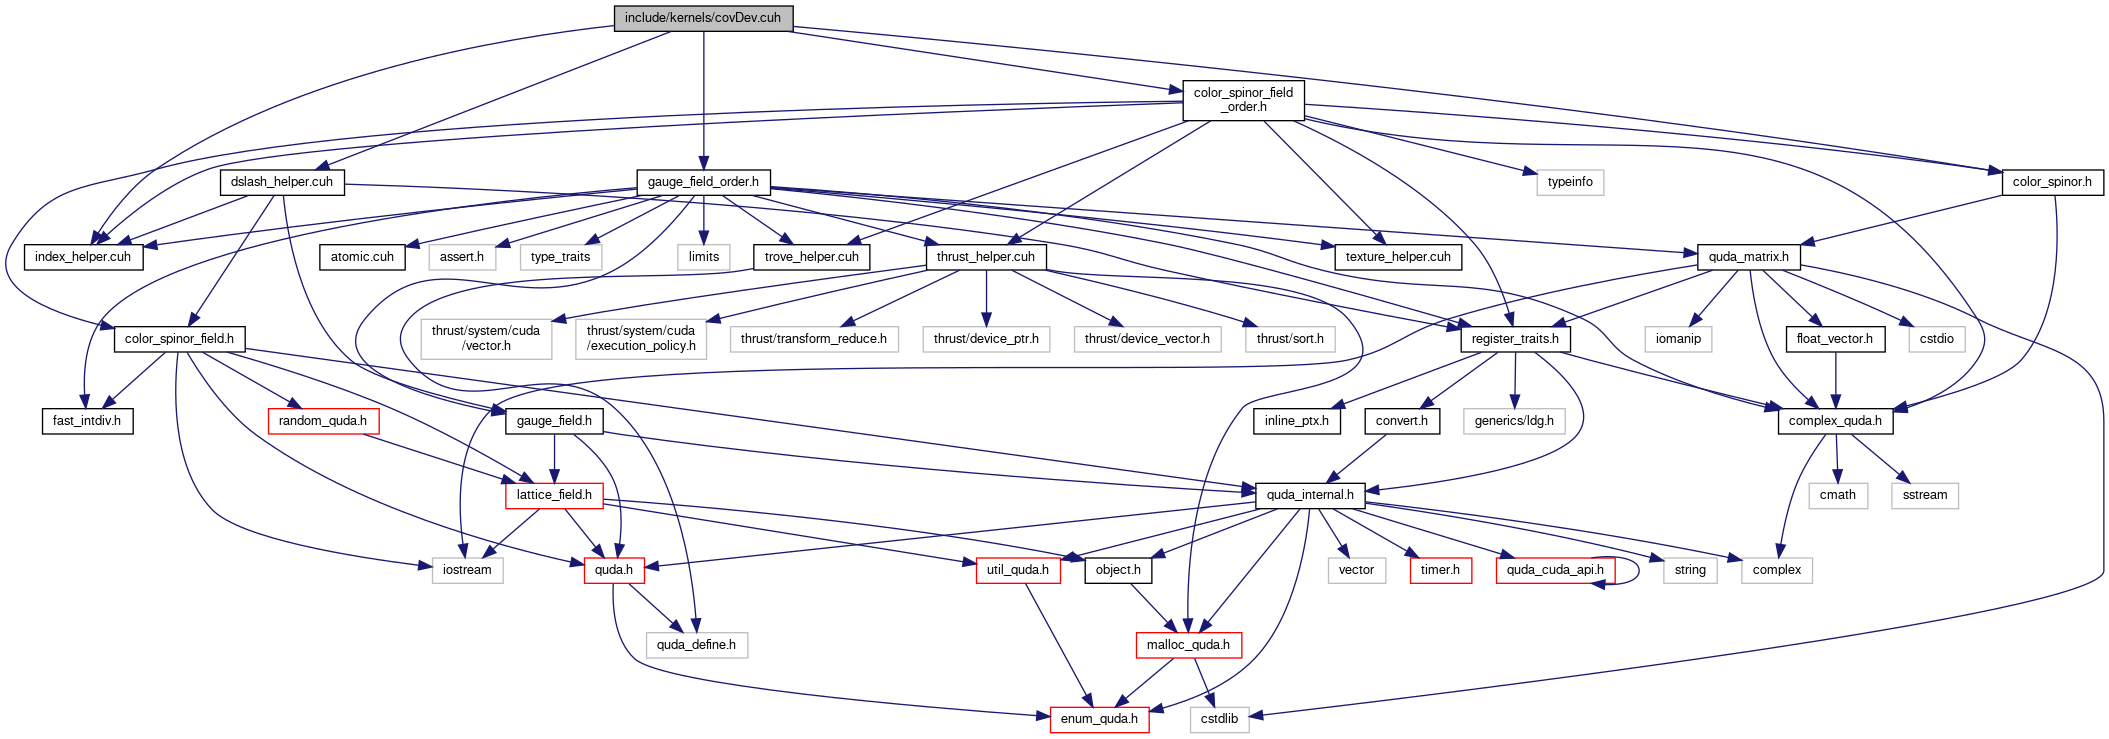 include/kernels/covDev.cuh
color_spinor_field
_order.h
dslash_helper.cuh
gauge_field_order.h
typeinfo
color_spinor.h
index_helper.cuh
atomic.cuh
assert.h
type_traits
limits
trove_helper.cuh
thrust_helper.cuh
texture_helper.cuh
quda_matrix.h
color_spinor_field.h
thrust/system/cuda
/vector.h
thrust/system/cuda
/execution_policy.h
thrust/transform_reduce.h
thrust/device_ptr.h
thrust/device_vector.h
thrust/sort.h
register_traits.h
iomanip
float_vector.h
cstdio
fast_intdiv.h
random_quda.h
gauge_field.h
inline_ptx.h
convert.h
generics/ldg.h
complex_quda.h
lattice_field.h
quda_internal.h
cmath
sstream
iostream
quda.h
util_quda.h
object.h
vector
timer.h
quda_cuda_api.h
string
complex
quda_define.h
malloc_quda.h
enum_quda.h
cstdlib